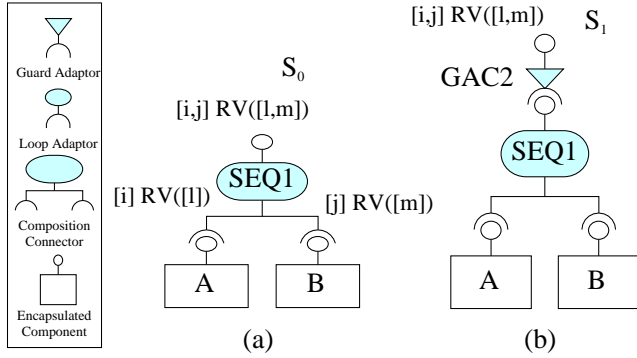 Guard Adaptor
Loop Adaptor
Composition
Connector
Encapsulated
Component
S0
[i,j] RV([l,m])
SEQ1
[i] RV([l])
[j] RV([m])
A
B
(a)
[i,j] RV([l,m])
S1
GAC2
SEQ1
A
B
(b)